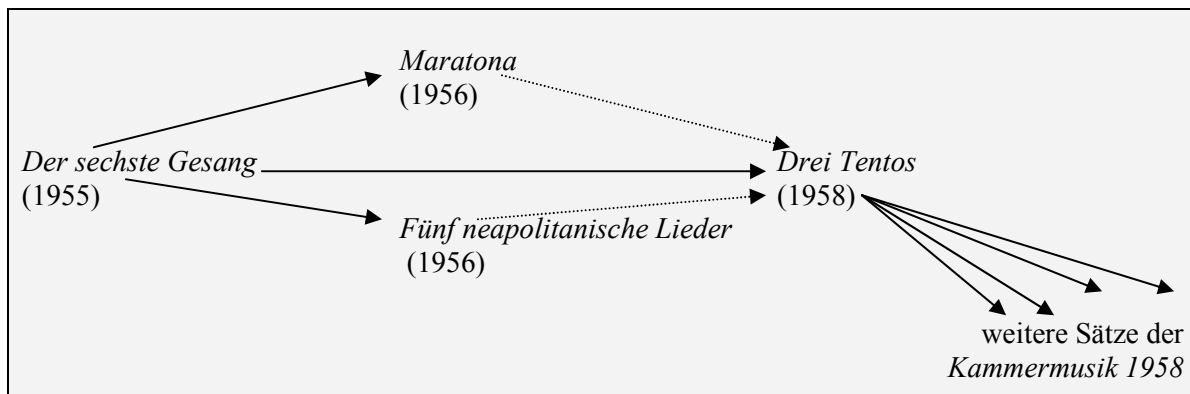 Maratona
(1956)
Der sechste Gesang
(1955)
Drei Tentos
(1958)
Fünf neapolitanische Lieder
(1956)
weitere Sätze der
Kammermusik 1958